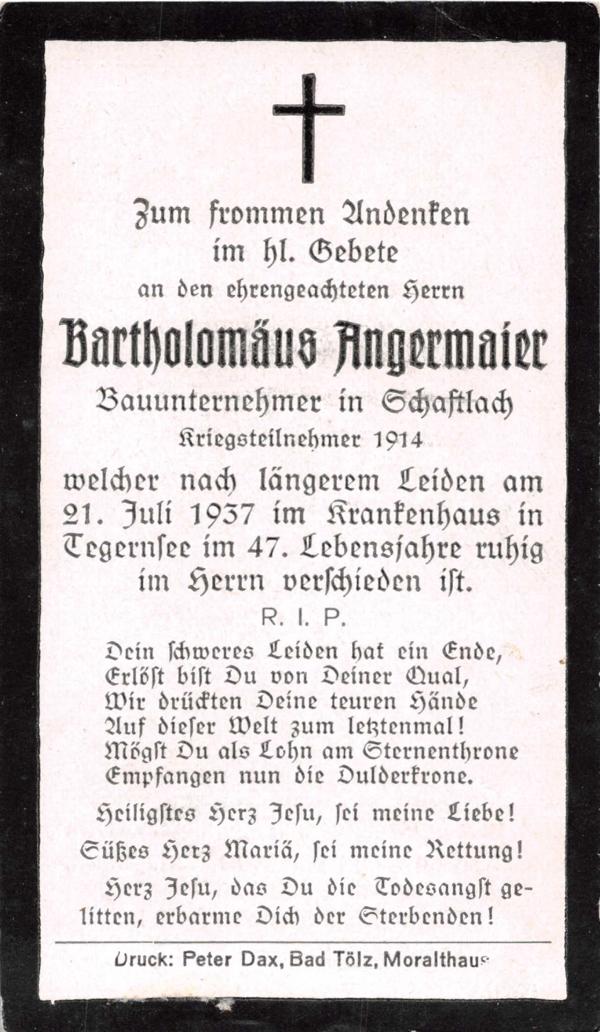 Zum frommen Andenken
im hl. Gebete
an den ehrengeachteten Herrn
Bartholomäus Angermaier
Bauunternehmer in Schaftlach
Kriegsteilnehmer 1914
welcher nach längerem Leiden am
21. Juli 1937 im Krankenhaus in
Tegernsee im 47. Lebensjahre ruhig
im Herrn verschieden ist.
R. I. P.
Dein schweres Leiden hat ein Ende,
Erlöst bist Du von Deiner Qual,
Wir drückten Deine teuren Hände
Auf dieser Welt zum letztenmal!
Mögst Du als Lohn am Sternenthrone
Empfangen nun die Dulderkrone.
Heiligstes Herz Jesu, sei meine Liebe!
Süßes Herz Mariä, sei meine Rettung!
Herz Jesu, das Du die Todesangst ge-
litten, erbarme Dich der Sterbenden!
Druck: Peter Dax, Bad Tölz, Moralthaus